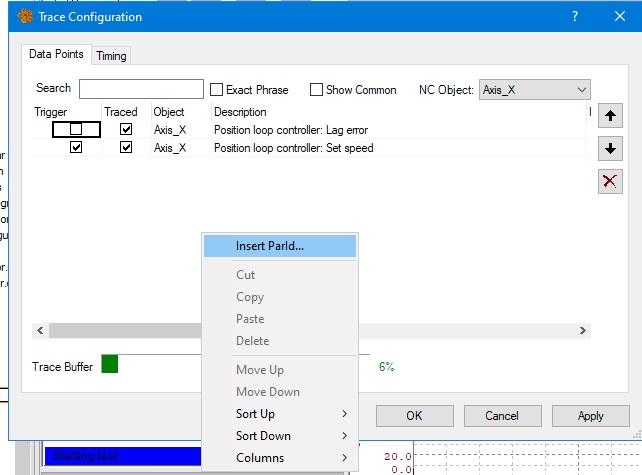 Trace Configuration
?
Data Points Timing
Search Exact Phrase Show Common NC Object: Axis_X
Trigger Traced Object Description
Axis_X Position loop controller: Lag error
Axis_X Position loop controller: Set speed
Insert ParId...
Cut
Copy
Paste
Delete
Trace Buffer 6%
Move Up
Move Down
Sort Up
Sort Down
Columns
OK Cancel Apply
Starting test
20.0
0.0